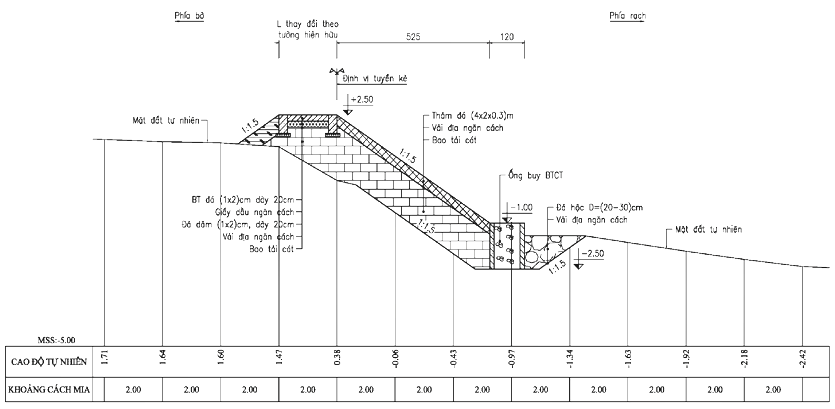 Phía bờ
Phía rạch
L thay đổi theo
tường hiện hữu
525
120
Định vị tuyến kè
+2.50
Mặt đất tự nhiên
1:1.5
Thảm đá (4x2x0.3)m
Vải địa ngăn cách
Bao tải cát
1:1.5
Ống buy BTCT
BT đá (1x2)cm dày 20cm
Giấy dầu ngăn cách
Đá dăm (1x2)cm, dày 20cm
Vải địa ngăn cách
Bao tải cát
-1.00
Đá hộc D=(20-30)cm
Vải địa ngăn cách
1:1.5
Mặt đất tự nhiên
-2.50
1:1.5
MSS:-5.00
CAO ĐỘ TỰ NHIÊN 1.71 1.64 1.60 1.47 0.38 -0.06 -0.43 -0.97 -1.34 -1.63 -1.92 -2.18 -2.42
KHOẢNG CÁCH MIA 2.00 2.00 2.00 2.00 2.00 2.00 2.00 2.00 2.00 2.00 2.00 2.00